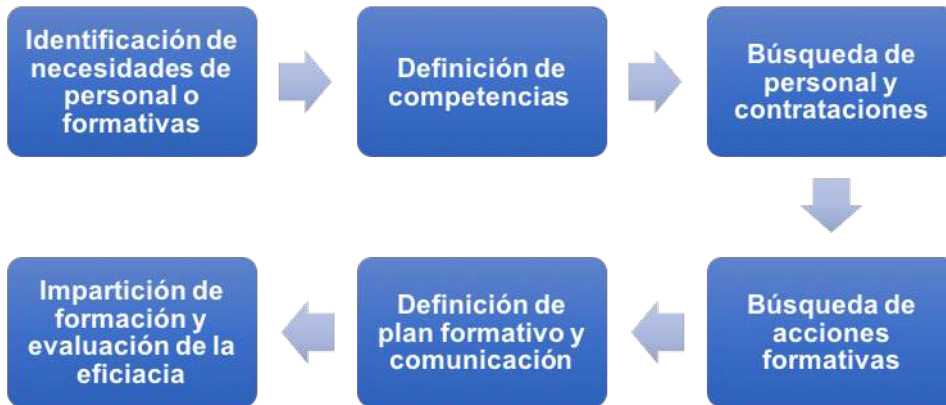 Identificación de
necesidades de
personal o
formativas
Definición de
competencias
Búsqueda de
personal y
contrataciones
Búsqueda de
acciones
formativas
Definición de
plan formativo y
comunicación
Impartición de
formación y
evaluación de la
eficiacia